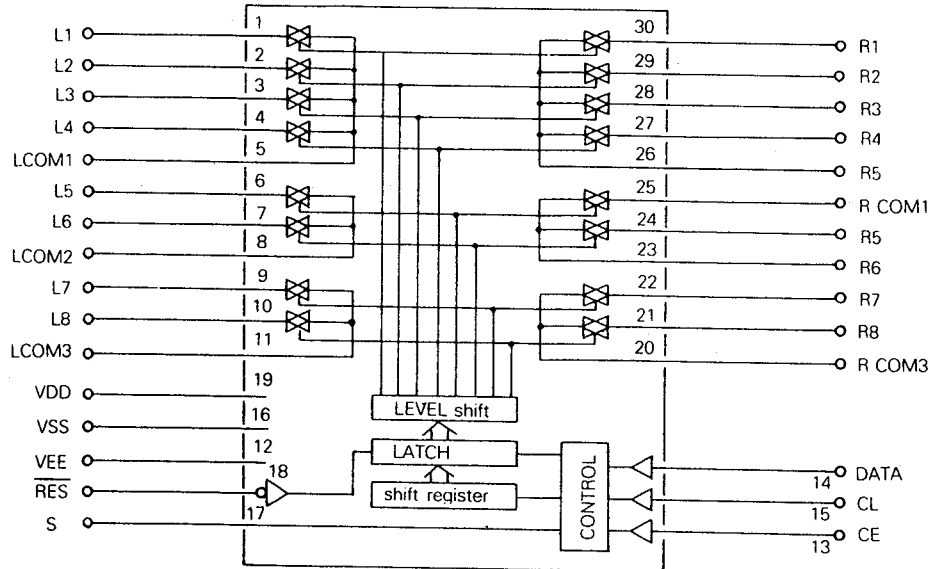 L1 1 30 R1
L2 2 29 R2
L3 3 28 R3
L4 4 27 R4
LCOM1 5 26 R5
L5 6 25 R COM1
L6 7 24 R5
LCOM2 8 23 R6
L7 9 22 R7
L8 10 21 R8
LCOM3 11 20 R COM3
VDD 19
LEVEL shift
VSS 16
VEE 12
LATCH
CONTROL
14 DATA
RES 18
shift register
15 CL
S 17
13 CE